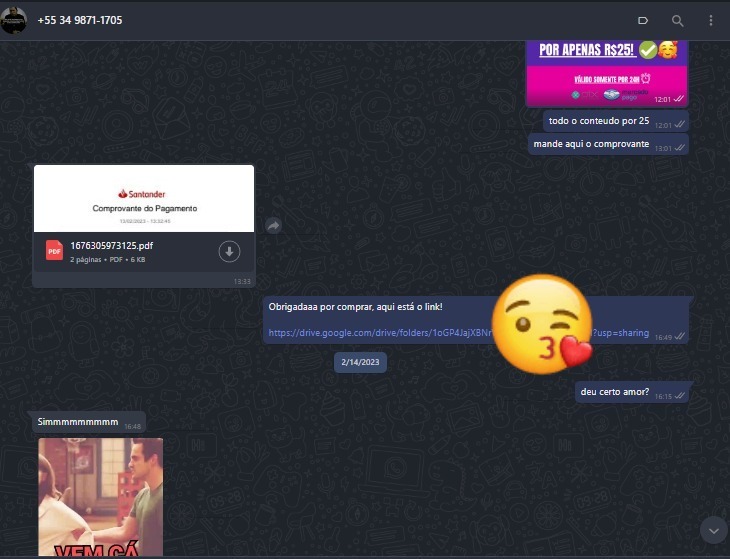 +55 34 9871-1705
POR APENAS R$25!
VÁLIDO SOMENTE POR 24H
12:01
todo o conteudo por 25
12:01
mande aqui o comprovante
13:01
Santander
Comprovante do Pagamento
13/02/2023 - 13:32:45
PDF
1676305973125.pdf
2 páginas • PDF • 6 KB
13:33
Obrigadaaa por comprar, aqui está o link!
https://drive.google.com/drive/folders/1oGP4JajXBNr ?usp=sharing
16:49
2/14/2023
deu certo amor?
16:15
Simmmmmmmmm
16:48
VEM CÁ